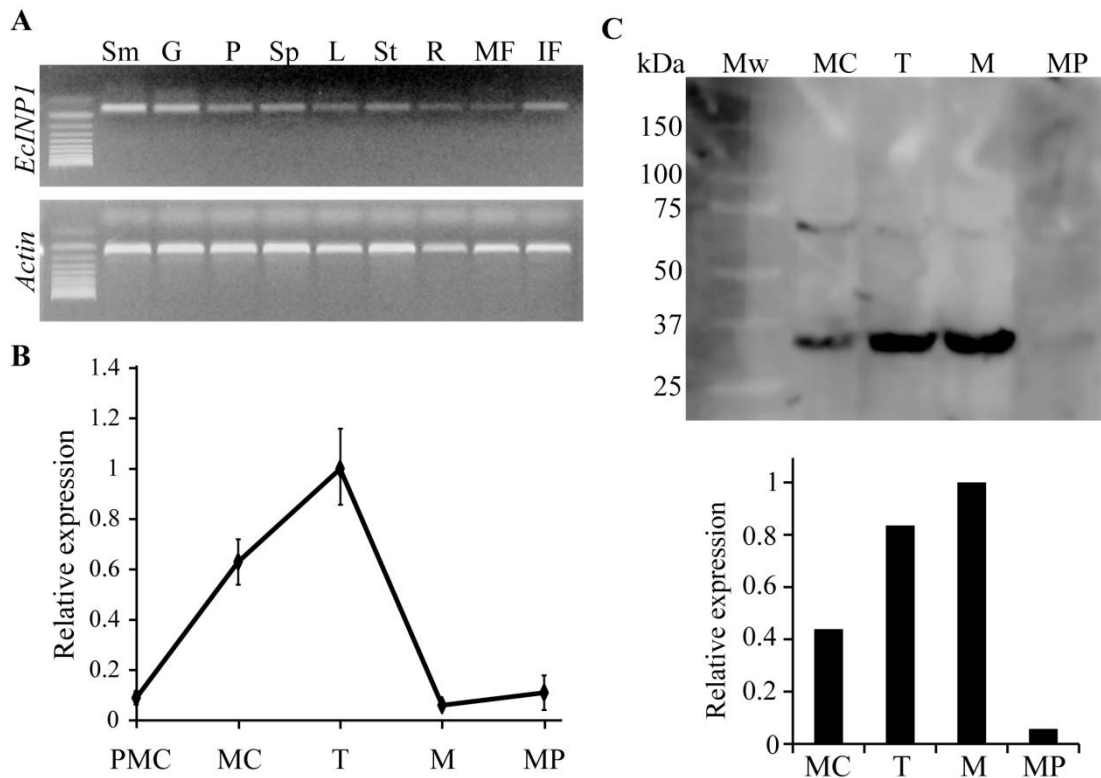 A
Sm G P Sp L St R MF IF
EcINP1
Actin
B
1.4
1.2
1
0.8
0.6
0.4
0.2
0
Relative expression
PMC MC T M MP
C
kDa Mw MC T M MP
150
100
75
50
37
25
1
0.8
0.6
0.4
0.2
0
Relative expression
MC T M MP